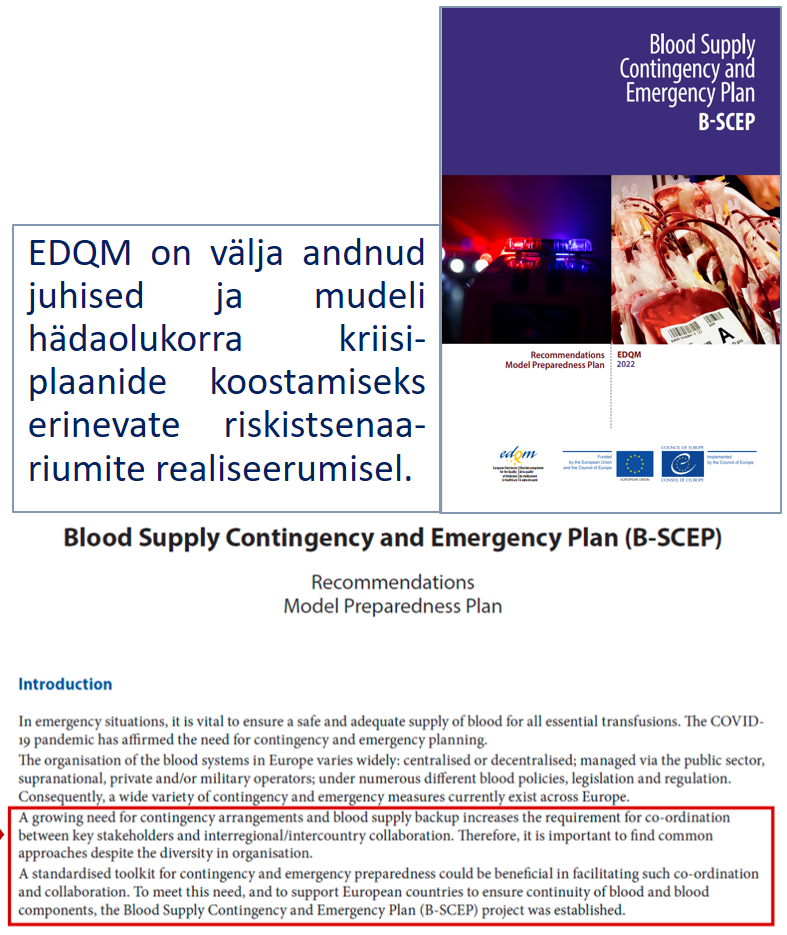 Blood Supply
Contingency and
Emergency Plan
B-SCEP
EDQM on välja andnud
juhised ja mudeli
hädaolukorra kriisi-
plaanide koostamiseks
erinevate riskistsenaa-
riumite realiseerumisel.
A
Recommendations
Model Preparedness Plan
EDQM
2022
edqm
Funded
by the European Union
and the Council of Europe
EUROPEAN UNION
COUNCIL OF EUROPE
CONSEIL DE L'EUROPE
Implemented
by the Council of Europe
Blood Supply Contingency and Emergency Plan (B-SCEP)
Recommendations
Model Preparedness Plan
Introduction
In emergency situations, it is vital to ensure a safe and adequate supply of blood for all essential transfusions. The COVID-
19 pandemic has affirmed the need for contingency and emergency planning.
The organisation of the blood systems in Europe varies widely: centralised or decentralised; managed via the public sector,
supranational, private and/or military operators; under numerous different blood policies, legislation and regulation.
Consequently, a wide variety of contingency and emergency measures currently exist across Europe.
A growing need for contingency arrangements and blood supply backup increases the requirement for co-ordination
between key stakeholders and interregional/intercountry collaboration. Therefore, it is important to find common
approaches despite the diversity in organisation.
A standardised toolkit for contingency and emergency preparedness could be beneficial in facilitating such co-ordination
and collaboration. To meet this need, and to support European countries to ensure continuity of blood and blood
components, the Blood Supply Contingency and Emergency Plan (B-SCEP) project was established.